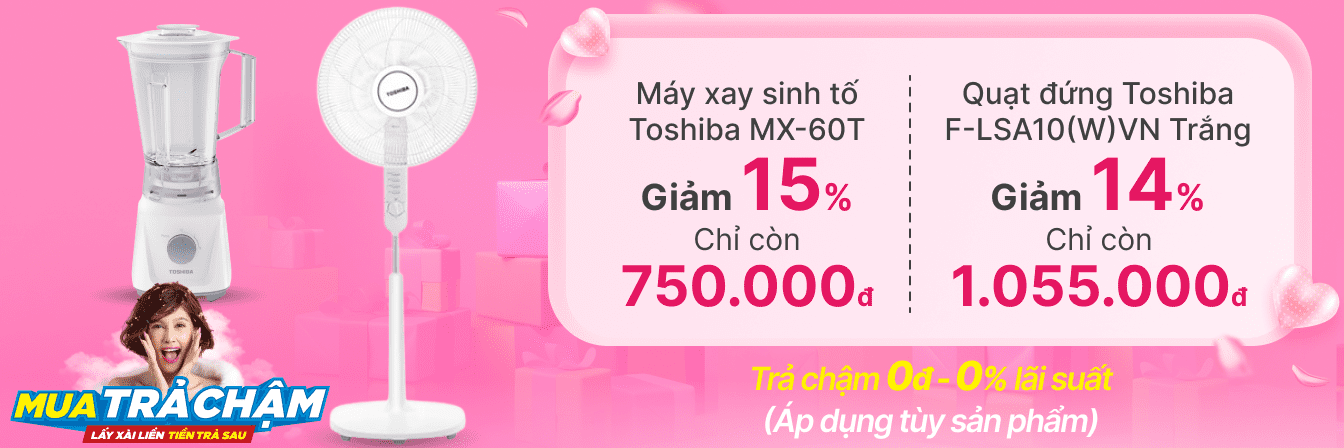 TOSHIBA
TOSHIBA
MUA TRẢ CHẬM
LẤY XÀI LIỀN TIỀN TRẢ SAU
Máy xay sinh tố
Toshiba MX-60T
Giảm 15%
Chỉ còn
750.000đ
Quạt đứng Toshiba
F-LSA10(W)VN Trắng
Giảm 14%
Chỉ còn
1.055.000đ
Trả chậm 0đ - 0% lãi suất
(Áp dụng tùy sản phẩm)